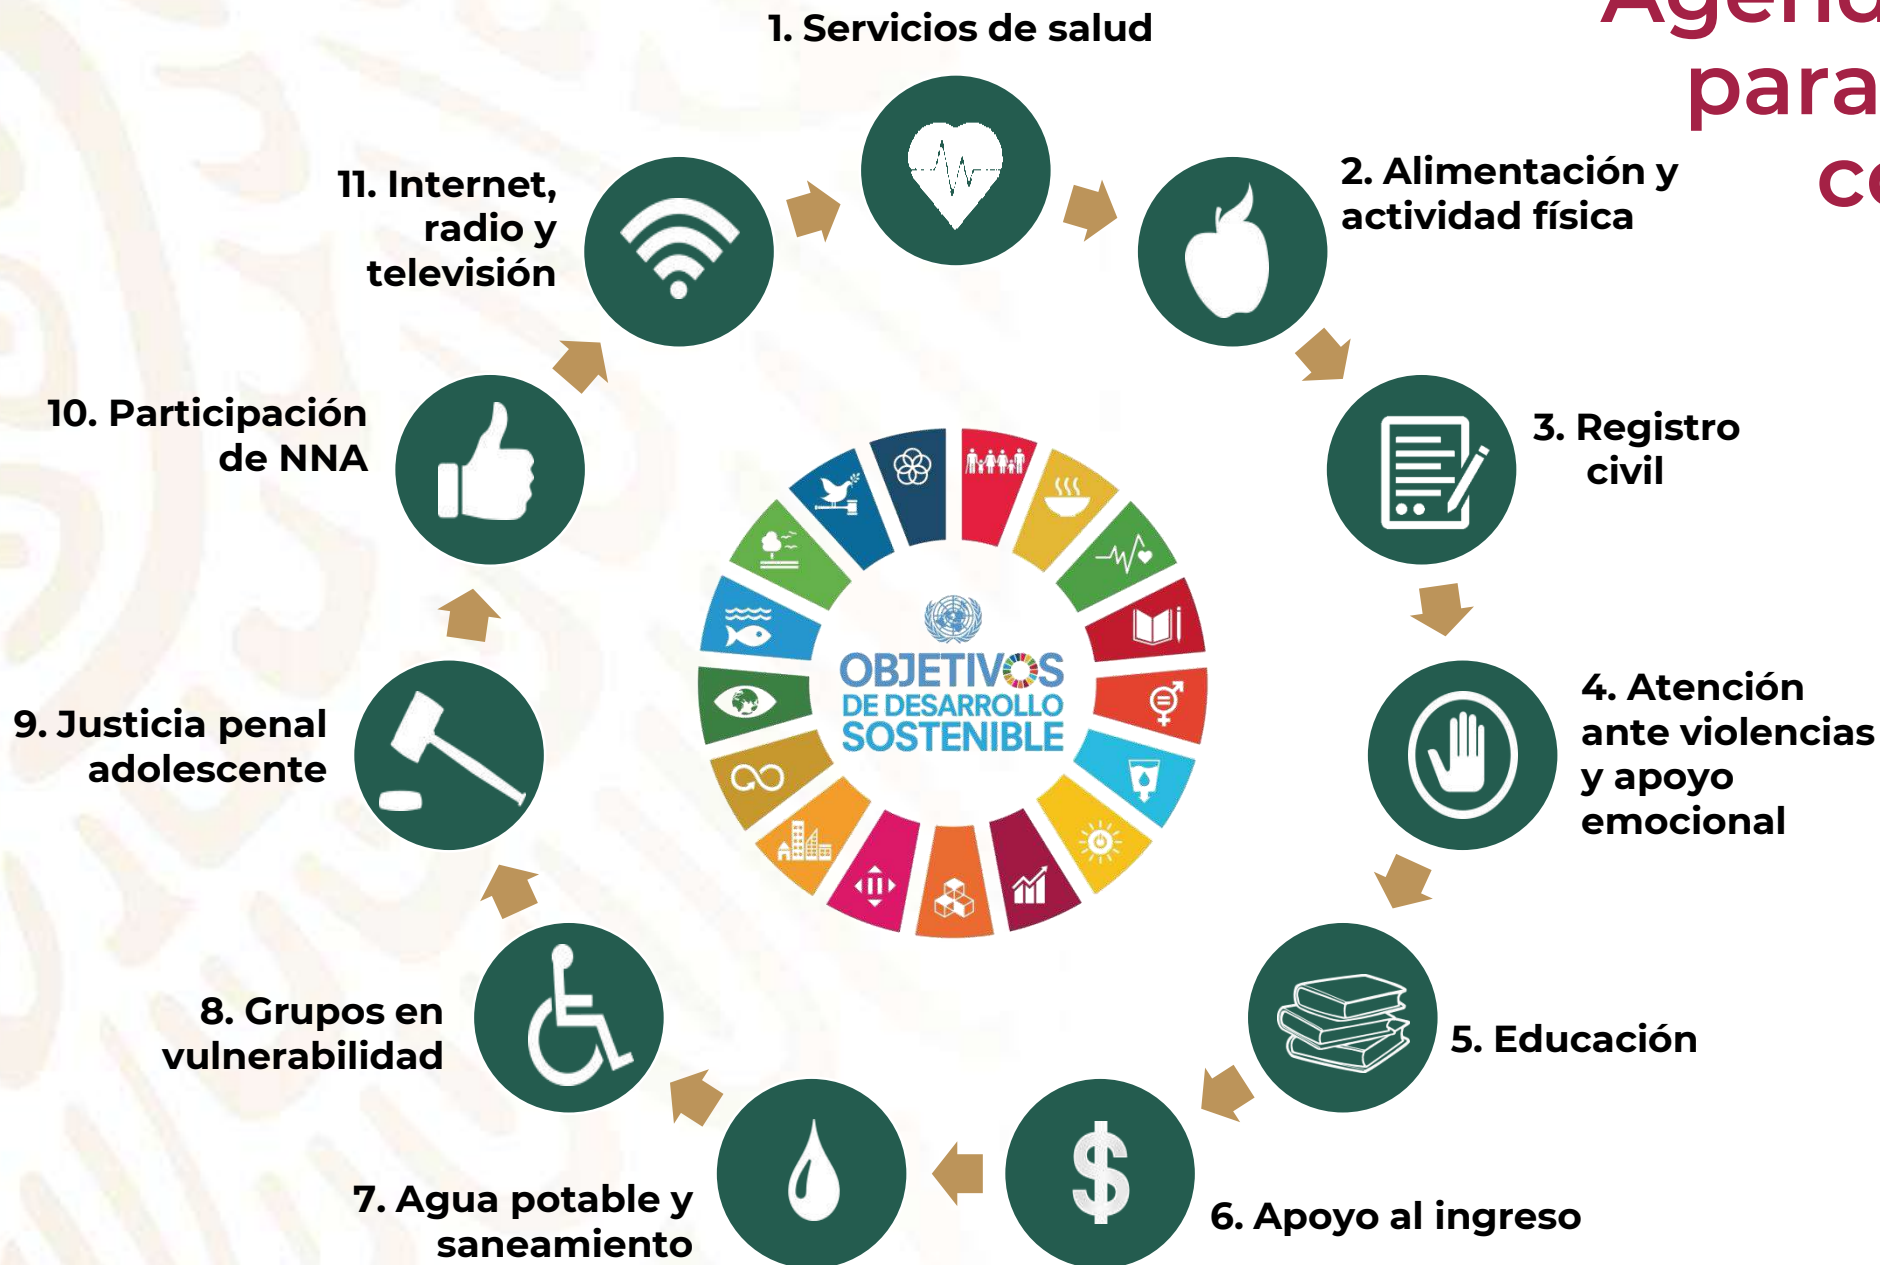 para
1. Servicios de salud
2. Alimentación y
actividad física
3. Registro
civil
4. Atención
ante violencias
y apoyo
emocional
5. Educación
6. Apoyo al ingreso
7. Agua potable y
saneamiento
8. Grupos en
vulnerabilidad
9. Justicia penal
adolescente
10. Participación
de NNA
11. Internet,
radio y
televisión
OBJETIVOS
DE DESARROLLO
SOSTENIBLE